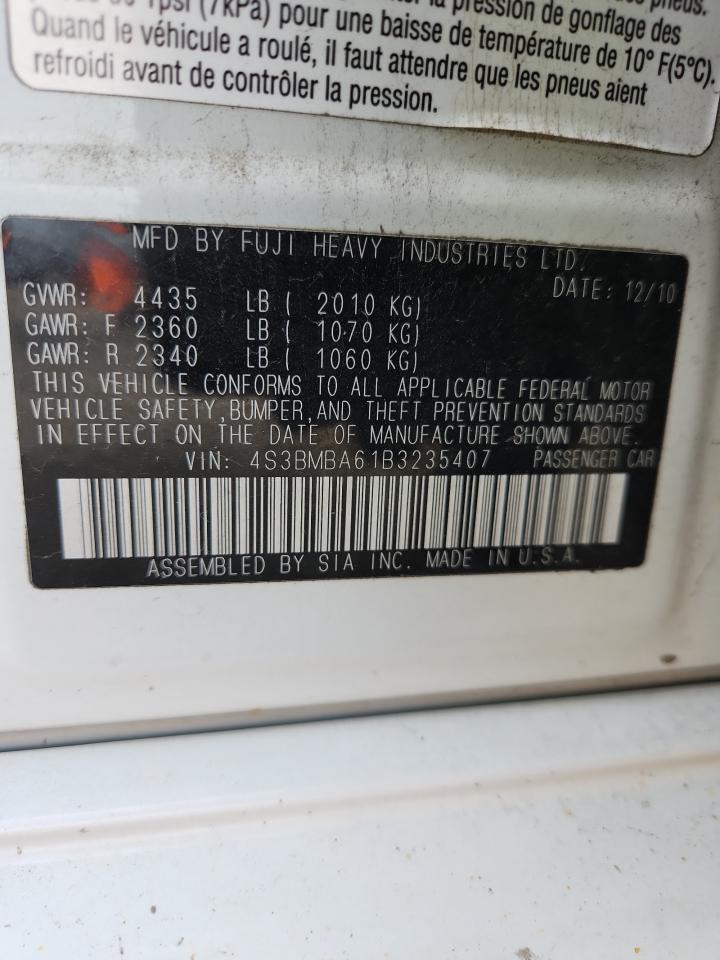 1psi (7kPa) pour une baisse de température de 10° F(5°C).
la pression de gonflage des pneus.
Quand le véhicule a roulé, il faut attendre que les pneus aient
refroidi avant de contrôler la pression.
MFD BY FUJI HEAVY INDUSTRIES LTD.
DATE: 12/10
GVWR: 4435 LB ( 2010 KG)
GAWR: F 2360 LB ( 1070 KG)
GAWR: R 2340 LB ( 1060 KG)
THIS VEHICLE CONFORMS TO ALL APPLICABLE FEDERAL MOTOR
VEHICLE SAFETY,BUMPER,AND THEFT PREVENTION STANDARDS
IN EFFECT ON THE DATE OF MANUFACTURE SHOWN ABOVE.
VIN: 4S3BMBA61B3235407 PASSENGER CAR
ASSEMBLED BY SIA INC. MADE IN U.S.A.